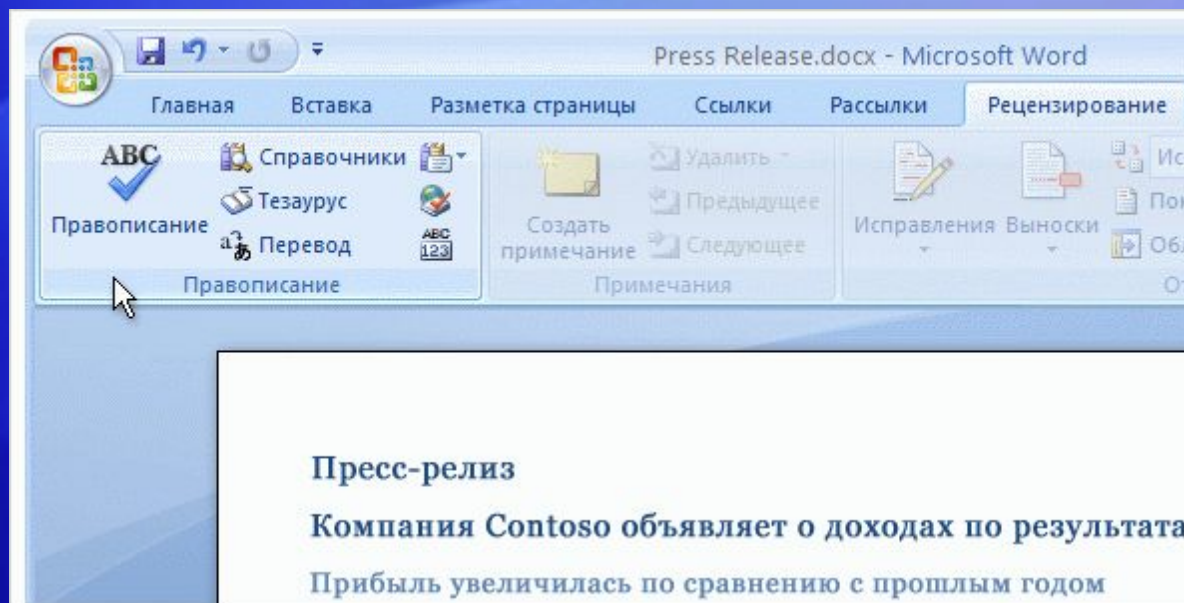 Press Release.docx - Microsoft Word
Главная Вставка Разметка страницы Ссылки Рассылки Рецензирование
ABC
Правописание
Справочники
Тезаурус
Перевод
ABC
123
Правописание
Создать
примечание
Удалить
Предыдущее
Следующее
Примечания
Исправления
Выноски
Пресс-релиз
Компания Contoso объявляет о доходах по
Прибыль увеличилась по сравнению с прошлым годом